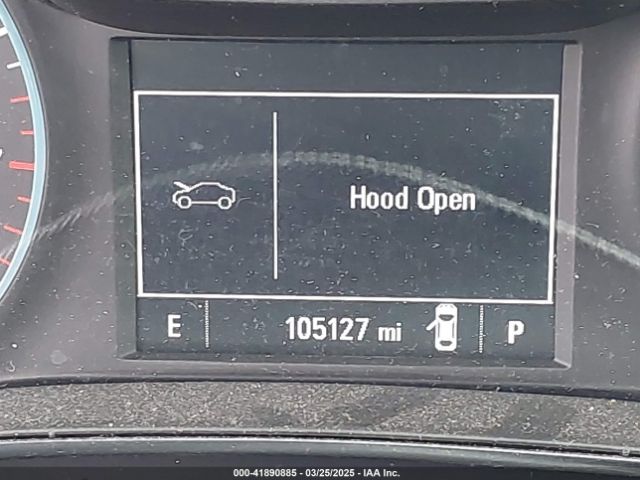 Hood Open
E 105127 mi P
000-41890885 - 03/25/2025 - IAA Inc.